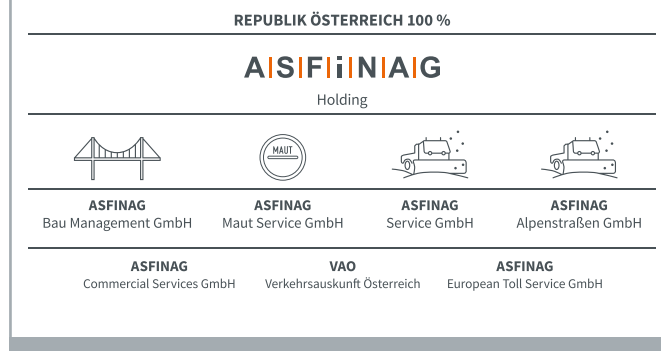 REPUBLIK ÖSTERREICH 100 %
A|S|F|i|N|A|G
Holding
MAUT
ASFINAG
Bau Management GmbH
ASFINAG
Maut Service GmbH
ASFINAG
Service GmbH
ASFINAG
Alpenstraßen GmbH
ASFINAG
Commercial Services GmbH
VAO
Verkehrsauskunft Österreich
ASFINAG
European Toll Service GmbH